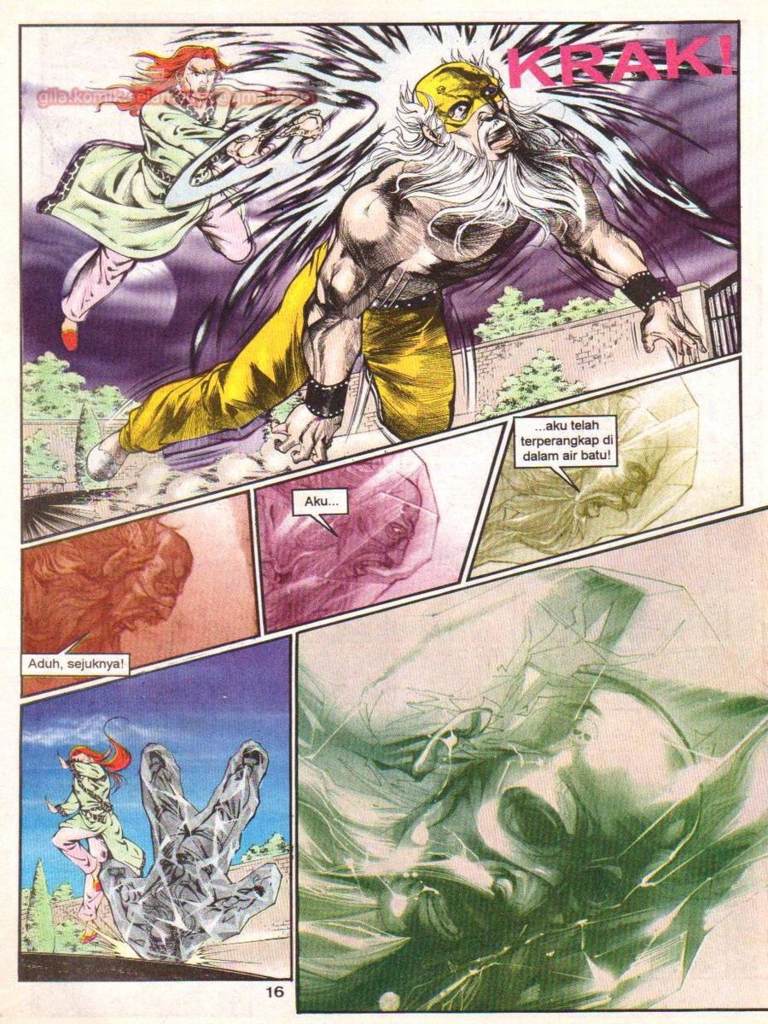 KRAK!
Aduh, sejuknya!
Aku...
...aku telah
terperangkap di
dalam air batu!
16